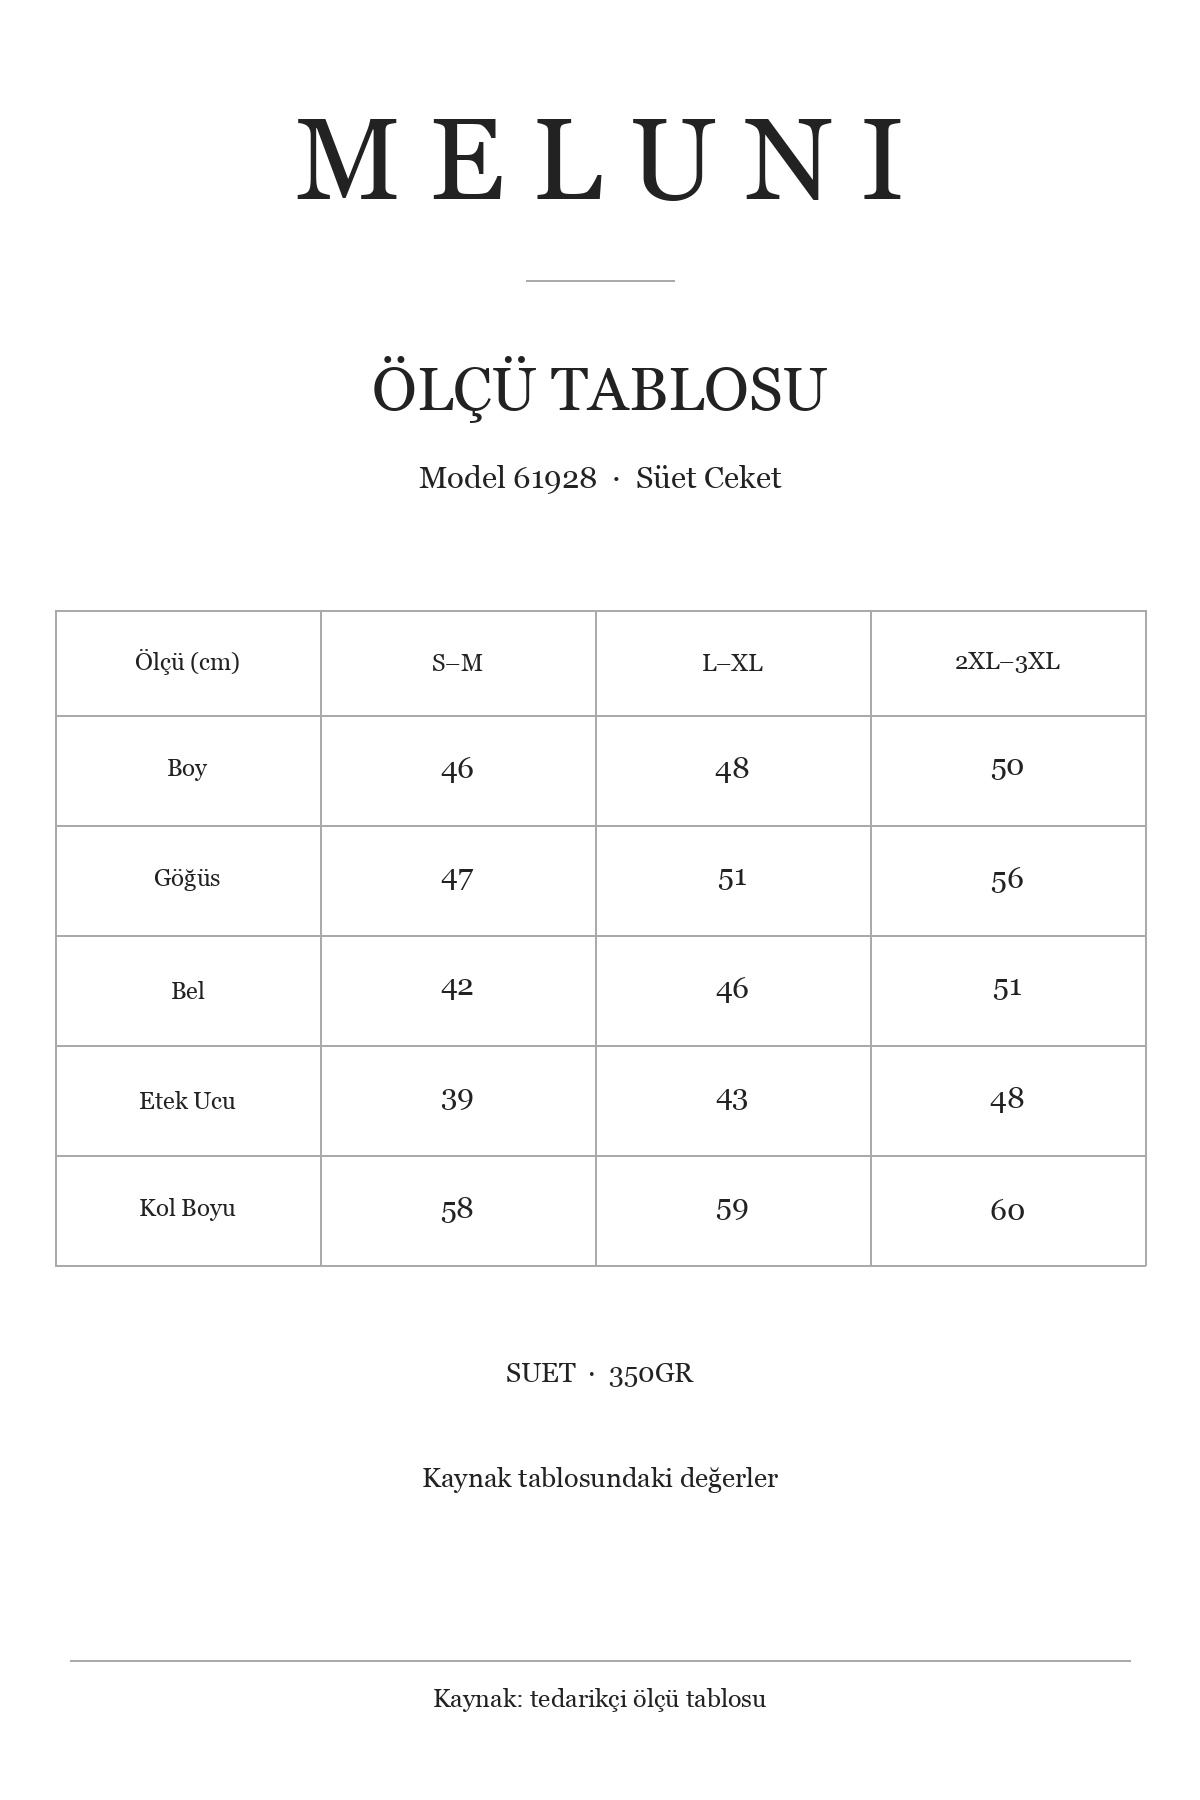 MELUNI
ÖLÇÜ TABLOSU
Model 61928 · Süet Ceket
Ölçü (cm) S–M L–XL 2XL–3XL
Boy 46 48 50
Göğüs 47 51 56
Bel 42 46 51
Etek Ucu 39 43 48
Kol Boyu 58 59 60
SUET · 350GR
Kaynak tablosundaki değerler
Kaynak: tedarikçi ölçü tablosu